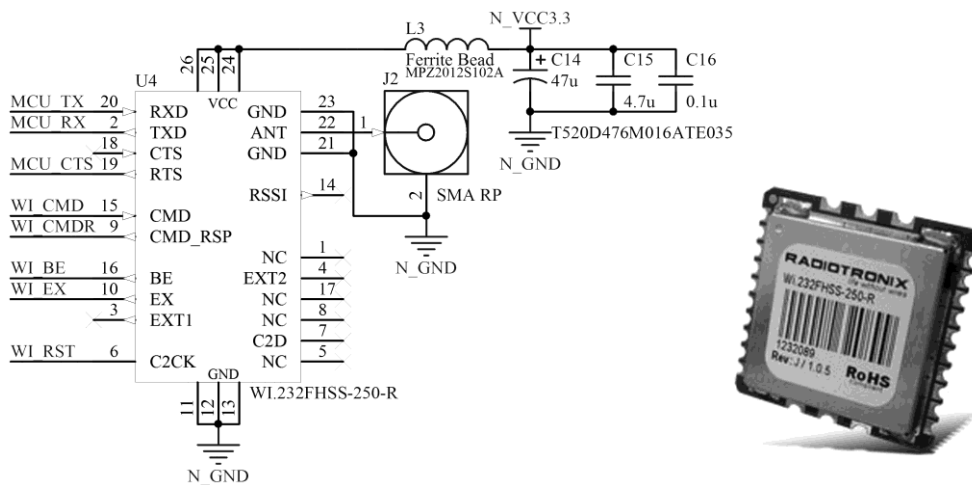 N_VCC3.3
L3
Ferrite Bead
MPZ2012S102A
C14
47u
C15
4.7u
C16
0.1u
T520D476M016ATE035
N_GND
U4
26
25
24
VCC
MCU_TX 20 RXD
MCU_RX 2 TXD
18 CTS
MCU_CTS 19 RTS
WI_CMD 15 CMD
WI_CMDR 9 CMD_RSP
WI_BE 16 BE
WI_EX 10 EX
3 EXT1
WI_RST 6 C2CK
GND 23
ANT 22
GND 21
RSSI 14
NC 1
EXT2 4
NC 17
NC 8
C2D 7
NC 5
GND
11
12
13
WI.232FHSS-250-R
N_GND
J2
1
2
SMA RP
N_GND
RADIOTRONIX
life without wires
Wi.232FHSS-250-R
1232089
Rev: J / 1.0.5
RoHS